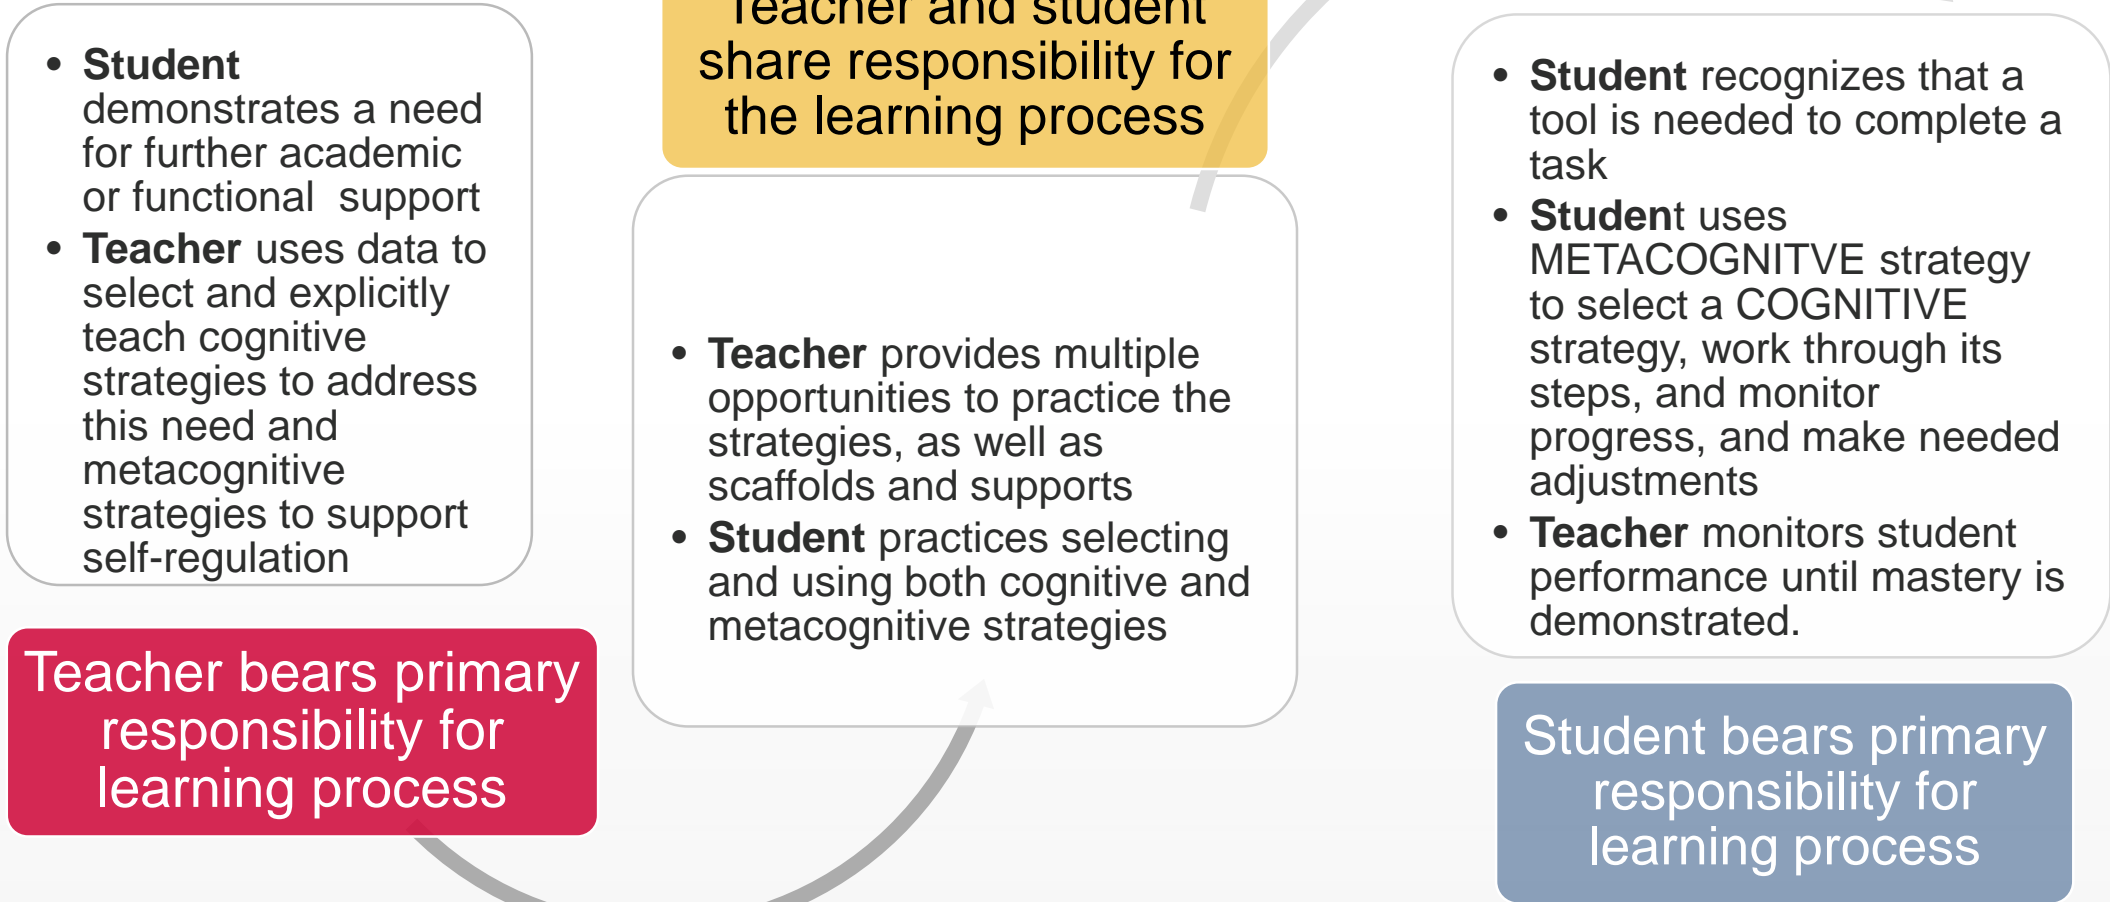 • Student
demonstrates a need
for further academic
or functional  support
• Teacher uses data to
select and explicitly
teach cognitive
strategies to address
this need and
metacognitive
strategies to support
self-regulation
Teacher bears primary
responsibility for
learning process
Teacher and student
share responsibility for
the learning process
• Teacher provides multiple
opportunities to practice the
strategies, as well as
scaffolds and supports
• Student practices selecting
and using both cognitive and
metacognitive strategies
• Student recognizes that a
tool is needed to complete a
task
• Student uses
METACOGNITVE strategy
to select a COGNITIVE
strategy, work through its
steps, and monitor
progress, and make needed
adjustments
• Teacher monitors student
performance until mastery is
demonstrated.
Student bears primary
responsibility for
learning process